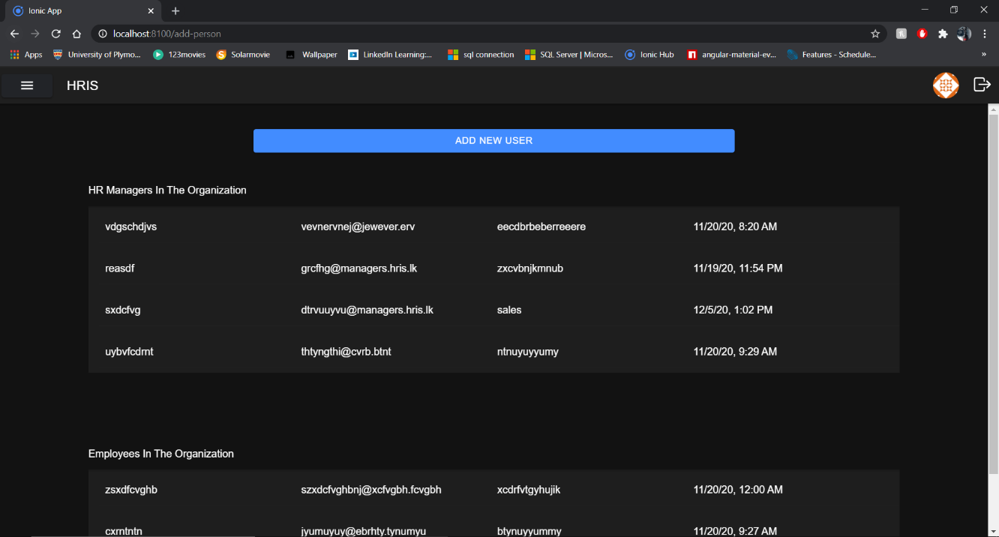 Ionic App
localhost:8100/add-person
Apps University of Plymo... 123movies Solarmovie Wallpaper LinkedIn Learning:... sql connection SQL Server | Micros... Ionic Hub angular-material-ev... Features - Schedule... »
HRIS
ADD NEW USER
HR Managers In The Organization
vdgschdjvs vevnervnej@jewever.erv eecdbrbeberreeere 11/20/20, 8:20 AM
reasdf grcfhg@managers.hris.lk zxcvbnjkmnub 11/19/20, 11:54 PM
sxdcfvg dtrvuuyvu@managers.hris.lk sales 12/5/20, 1:02 PM
uybvfcdrnt thtyngthi@cvrb.btnt ntnuyuyyumy 11/20/20, 9:29 AM
Employees In The Organization
zsxdfcvghb szxdcfvghbnj@xcfvgbh.fcvgbh xcdrfvtgyhujik 11/20/20, 12:00 AM
cxrntntn jyumuyuy@ebrhty.tynumyu btynuyyummy 11/20/20, 9:27 AM